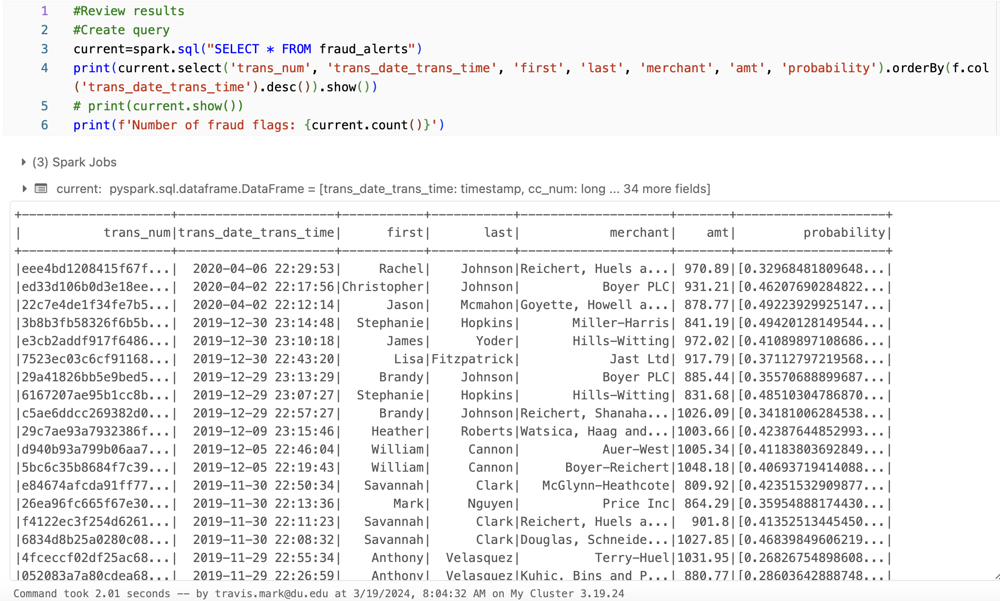 1 #Review results
2 #Create query
3 current=spark.sql("SELECT * FROM fraud_alerts")
4 print(current.select('trans_num', 'trans_date_trans_time', 'first', 'last', 'merchant', 'amt', 'probability').orderBy(f.col
('trans_date_trans_time').desc()).show())
5 # print(current.show())
6 print(f'Number of fraud flags: {current.count()}')
(3) Spark Jobs
current: pyspark.sql.dataframe.DataFrame = [trans_date_trans_time: timestamp, cc_num: long ... 34 more fields]
+--------------------+---------------------+-----------+-----------+--------------------+-------+--------------------+
|           trans_num|trans_date_trans_time|      first|       last|            merchant|    amt|         probability|
+--------------------+---------------------+-----------+-----------+--------------------+-------+--------------------+
|eee4bd1208415f67f...|  2020-04-06 22:29:53|     Rachel|    Johnson|Reichert, Huels a...| 970.89|[0.32968481809648...|
|ed33d106b0d3e18ee...|  2020-04-02 22:17:56|Christopher|    Johnson|           Boyer PLC| 931.21|[0.46207690284822...|
|22c7e4de1f34fe7b5...|  2020-04-02 22:12:14|      Jason|    Mcmahon|Goyette, Howell a...| 878.77|[0.49223929925147...|
|3b8b3fb58326f6b5b...|  2019-12-30 23:14:48|  Stephanie|    Hopkins|       Miller-Harris| 841.19|[0.49420128149544...|
|e3cb2addf917f6486...|  2019-12-30 23:10:18|      James|      Yoder|       Hills-Witting| 972.02|[0.41089897108686...|
|7523ec03c6cf91168...|  2019-12-30 22:43:20|       Lisa|Fitzpatrick|            Jast Ltd| 917.79|[0.37112797219568...|
|29a41826bb5e9bed5...|  2019-12-29 23:13:29|     Brandy|    Johnson|           Boyer PLC| 885.44|[0.35570688899687...|
|6167207ae95b1cc8b...|  2019-12-29 23:07:27|  Stephanie|    Hopkins|       Hills-Witting| 831.68|[0.48510304786870...|
|c5ae6ddcc269382d0...|  2019-12-29 22:57:27|     Brandy|    Johnson|Reichert, Shanaha...|1026.09|[0.34181006284538...|
|29c7ae93a7932386f...|  2019-12-09 23:15:46|    Heather|    Roberts|Watsica, Haag and...|1003.66|[0.42387644852993...|
|d940b93a799b06aa7...|  2019-12-05 22:46:04|    William|     Cannon|           Auer-West|1005.34|[0.41183803692849...|
|5bc6c35b8684f7c39...|  2019-12-05 22:19:43|    William|     Cannon|      Boyer-Reichert|1048.18|[0.40693719414088...|
|e84674afcda91ff77...|  2019-11-30 22:50:34|   Savannah|      Clark|   McGlynn-Heathcote| 809.92|[0.42351532909877...|
|26ea96fc665f67e30...|  2019-11-30 22:13:36|       Mark|     Nguyen|           Price Inc| 864.29|[0.35954888174430...|
|f4122ec3f254d6261...|  2019-11-30 22:11:23|   Savannah|      Clark|Reichert, Huels a...|  901.8|[0.41352513445450...|
|6834d8b25a0280c08...|  2019-11-30 22:08:32|   Savannah|      Clark|Douglas, Schneide...|1027.85|[0.46839849606219...|
|4fceccf02df25ac68...|  2019-11-29 22:55:34|    Anthony|  Velasquez|          Terry-Huel|1031.95|[0.26826754898608...|
|052083a7a80cdea68...|  2019-11-29 22:26:59|    Anthony|  Velasquez|Kuhic, Bins and P...| 880.77|[0.28603642888748...|
Command took 2.01 seconds -- by travis.mark@du.edu at 3/19/2024, 8:04:32 AM on My Cluster 3.19.24